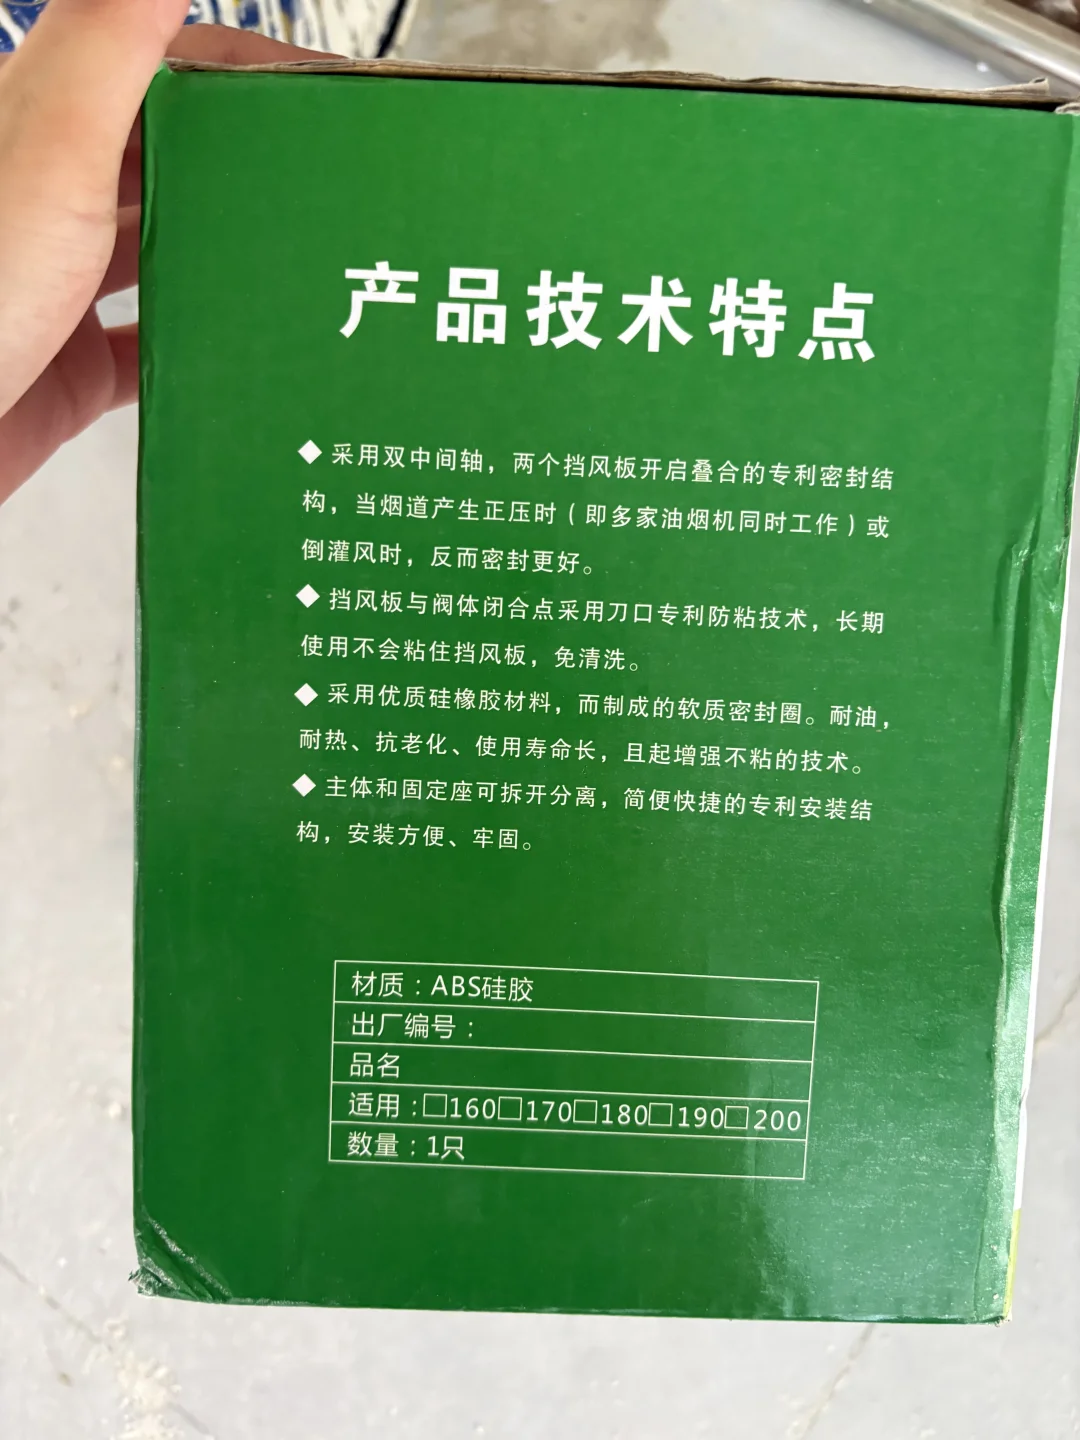 产品技术特点
◆ 采用双中间轴，两个挡风板开启叠合的专利密封结
构，当烟道产生正压时（即多家油烟机同时工作）或
倒灌风时，反而密封更好。
◆ 挡风板与阀体闭合点采用刀口专利防粘技术，长期
使用不会粘住挡风板，免清洗。
◆ 采用优质硅橡胶材料，而制成的软质密封圈。耐油，
耐热、抗老化、使用寿命长，且起增强不粘的技术。
◆ 主体和固定座可拆开分离，简便快捷的专利安装结
构，安装方便、牢固。
材质：ABS硅胶
出厂编号：
品名
适用：□160□170□180□190□200
数量：1只